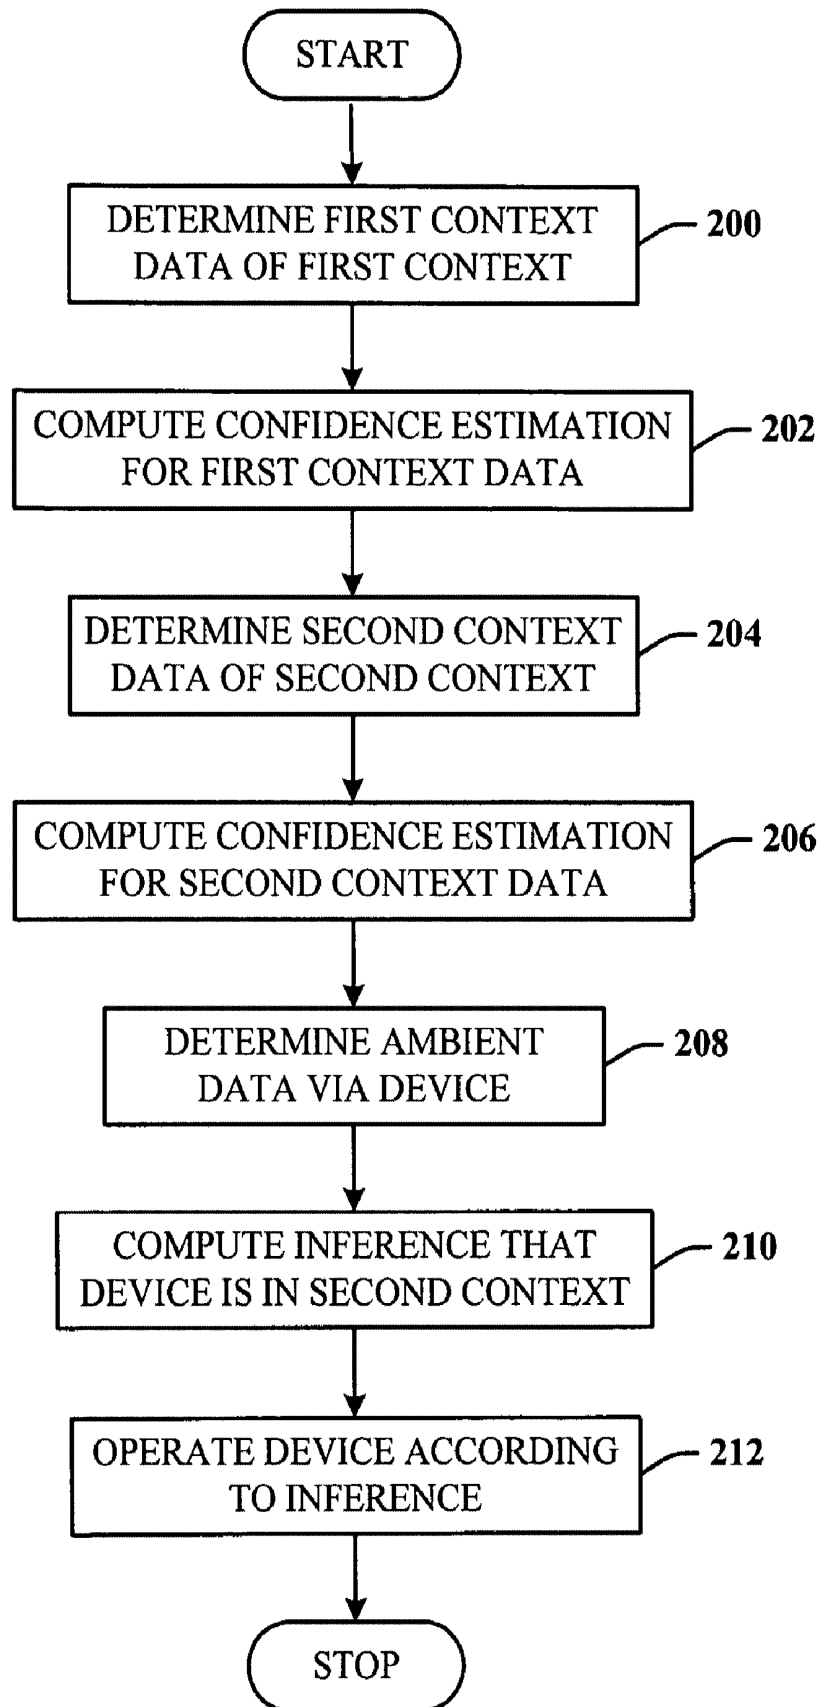 START
DETERMINE FIRST CONTEXT
DATA OF FIRST CONTEXT
200
COMPUTE CONFIDENCE ESTIMATION
FOR FIRST CONTEXT DATA
202
DETERMINE SECOND CONTEXT
DATA OF SECOND CONTEXT
204
COMPUTE CONFIDENCE ESTIMATION
FOR SECOND CONTEXT DATA
206
DETERMINE AMBIENT
DATA VIA DEVICE
208
COMPUTE INFERENCE THAT
DEVICE IS IN SECOND CONTEXT
210
OPERATE DEVICE ACCORDING
TO INFERENCE
212
STOP